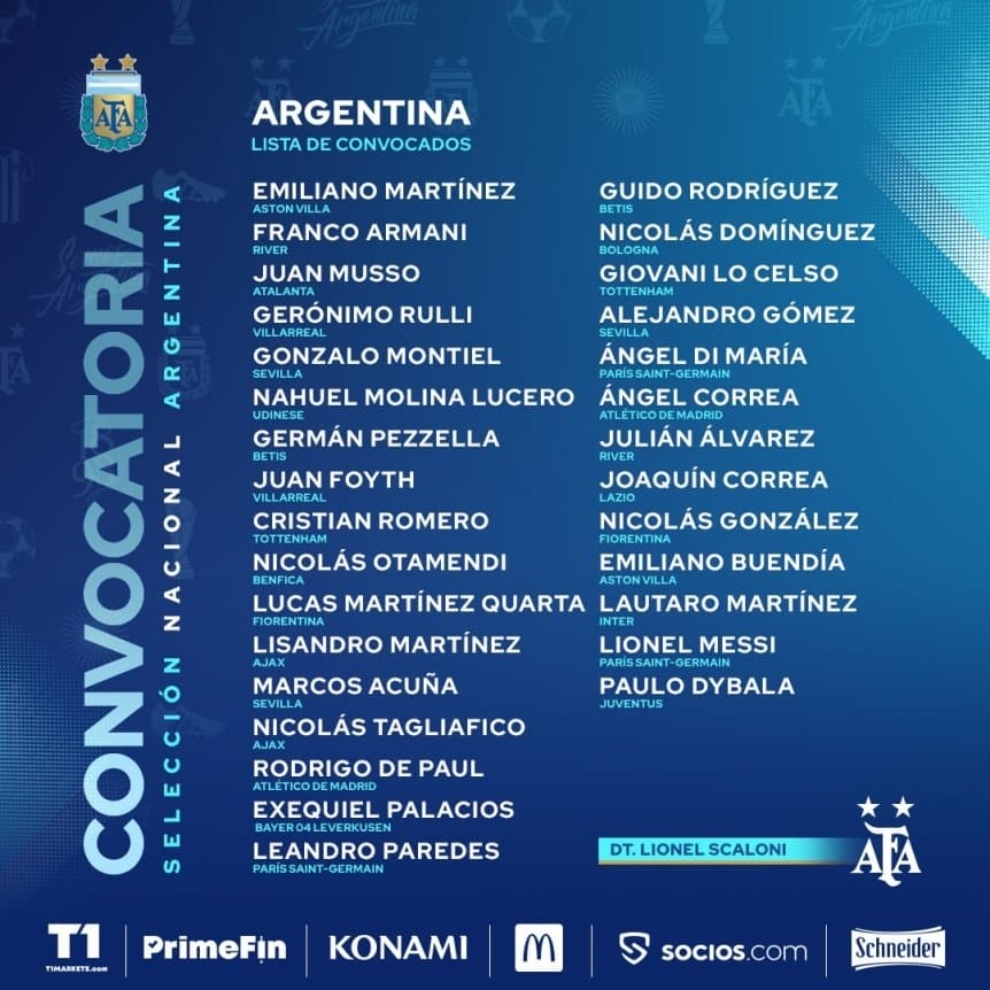 AFA
ARGENTINA
LISTA DE CONVOCADOS
CONVOCATORIA
SELECCIÓN NACIONAL ARGENTINA
EMILIANO MARTÍNEZ
ASTON VILLA
FRANCO ARMANI
RIVER
JUAN MUSSO
ATALANTA
GERÓNIMO RULLI
VILLARREAL
GONZALO MONTIEL
SEVILLA
NAHUEL MOLINA LUCERO
UDINESE
GERMÁN PEZZELLA
BETIS
JUAN FOYTH
VILLARREAL
CRISTIAN ROMERO
TOTTENHAM
NICOLÁS OTAMENDI
BENFICA
LUCAS MARTÍNEZ QUARTA
FIORENTINA
LISANDRO MARTÍNEZ
AJAX
MARCOS ACUÑA
SEVILLA
NICOLÁS TAGLIAFICO
AJAX
RODRIGO DE PAUL
ATLÉTICO DE MADRID
EXEQUIEL PALACIOS
BAYER 04 LEVERKUSEN
LEANDRO PAREDES
PARÍS SAINT-GERMAIN
GUIDO RODRÍGUEZ
BETIS
NICOLÁS DOMÍNGUEZ
BOLOGNA
GIOVANI LO CELSO
TOTTENHAM
ALEJANDRO GÓMEZ
SEVILLA
ÁNGEL DI MARÍA
PARÍS SAINT-GERMAIN
ÁNGEL CORREA
ATLÉTICO DE MADRID
JULIÁN ÁLVAREZ
RIVER
JOAQUÍN CORREA
LAZIO
NICOLÁS GONZÁLEZ
FIORENTINA
EMILIANO BUENDÍA
ASTON VILLA
LAUTARO MARTÍNEZ
INTER
LIONEL MESSI
PARÍS SAINT-GERMAIN
PAULO DYBALA
JUVENTUS
DT. LIONEL SCALONI
AFA
T1
T1MARKETS.com
PrimeFin
KONAMI
M
socios.com
Schneider